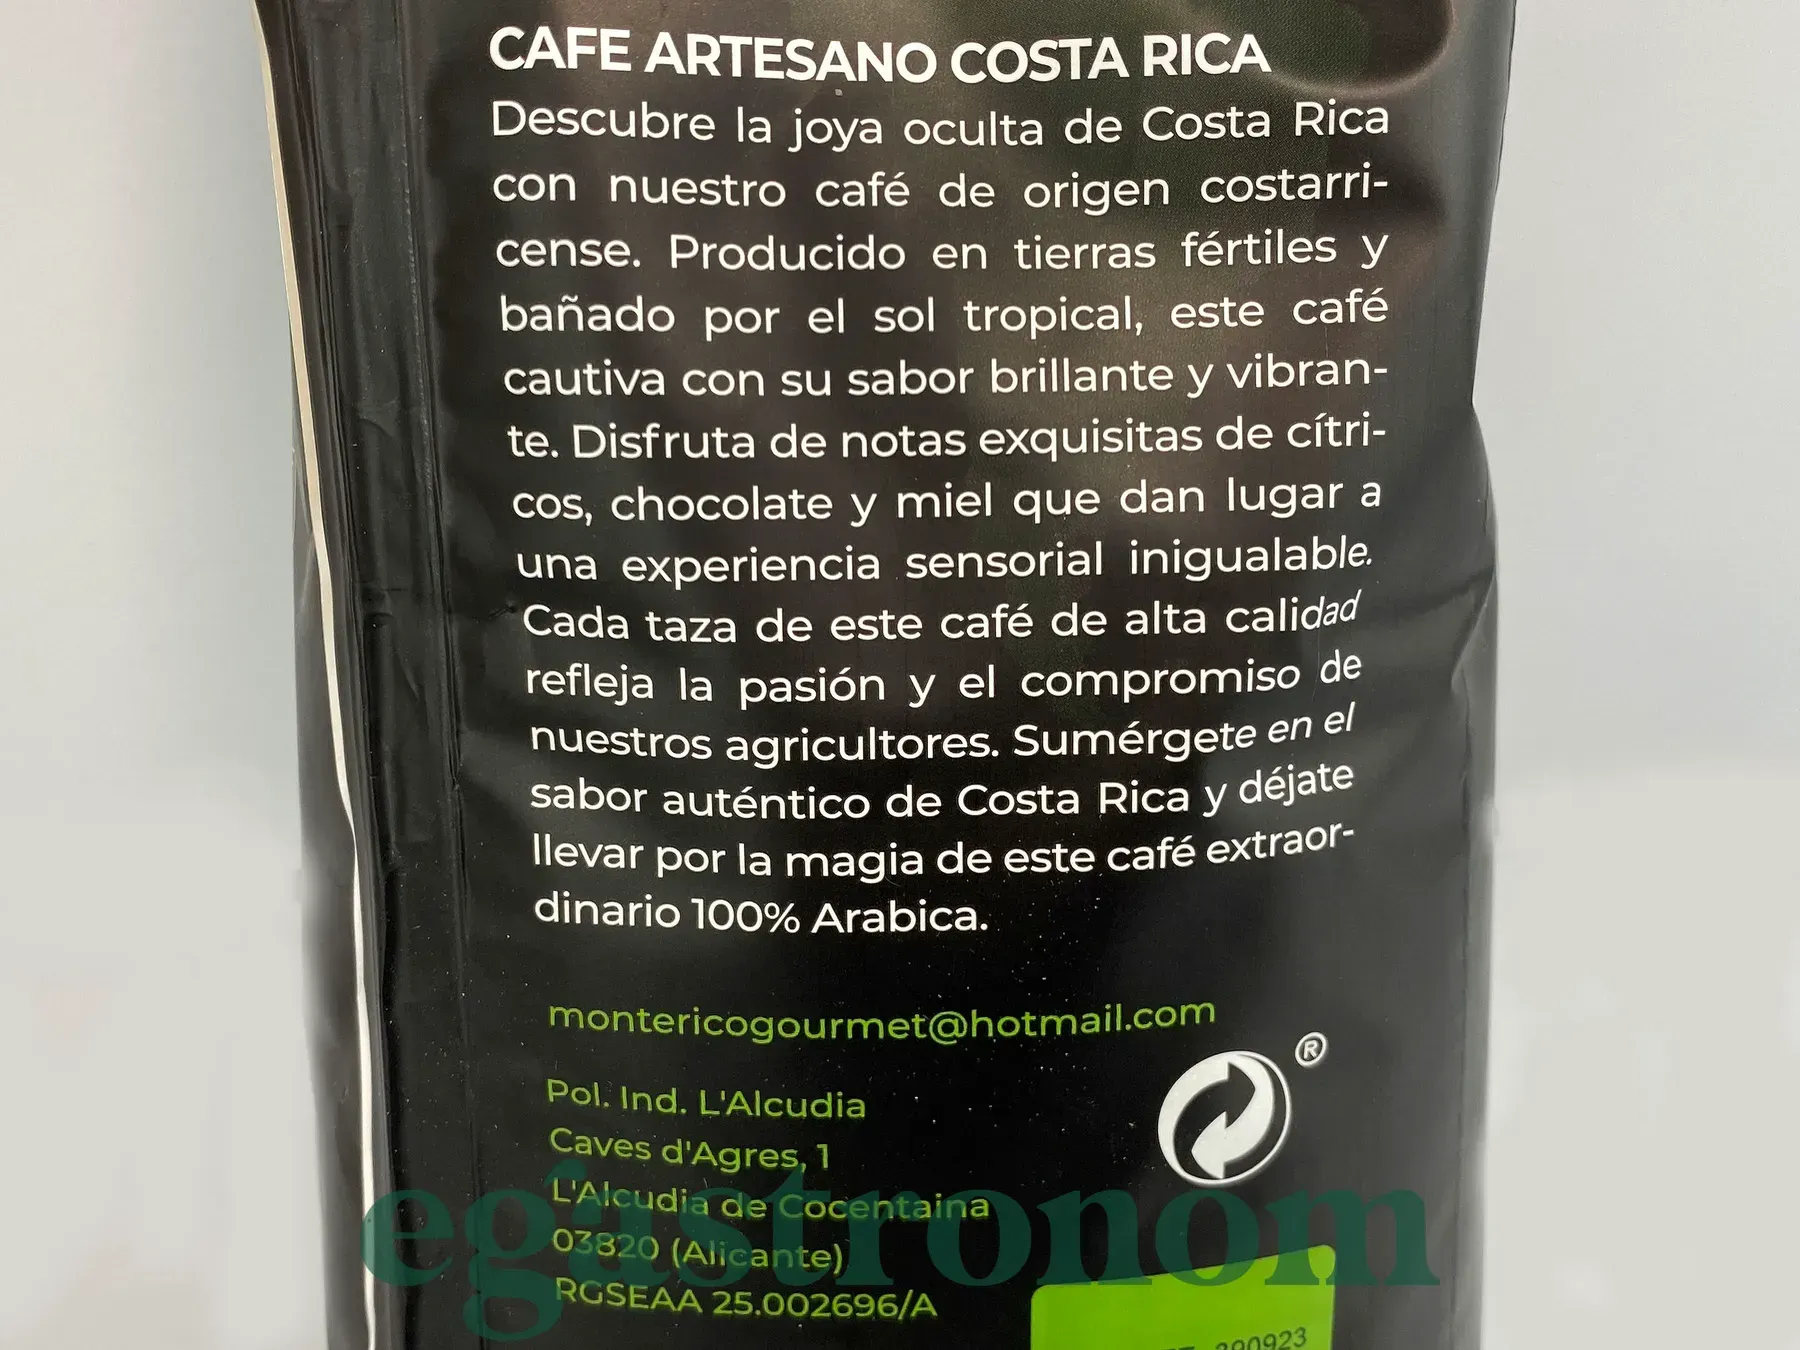 CAFE ARTESANO COSTA RICA
Descubre la joya oculta de Costa Rica
con nuestro café de origen costarri-
cense. Producido en tierras fértiles y
bañado por el sol tropical, este café
cautiva con su sabor brillante y vibran-
te. Disfruta de notas exquisitas de cítri-
cos, chocolate y miel que dan lugar a
una experiencia sensorial inigualable.
Cada taza de este café de alta calidad
refleja la pasión y el compromiso de
nuestros agricultores. Sumérgete en el
sabor auténtico de Costa Rica y déjate
llevar por la magia de este café extraor-
dinario 100% Arabica.
montericogourmet@hotmail.com
®
Pol. Ind. L'Alcudia
Caves d'Agres, 1
L'Alcudia de Cocentaina
03820 (Alicante)
RGSEAA 25.002696/A
egastronom